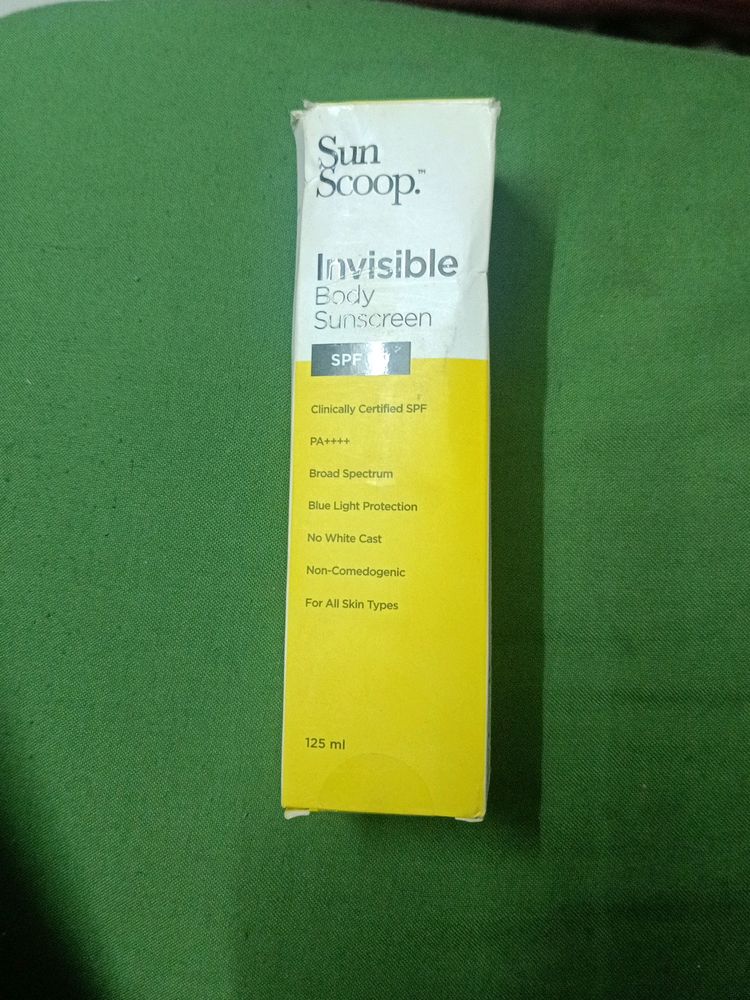 Sun
Scoop.™
Invisible
Body
Sunscreen
SPF
Clinically Certified SPF
PA++++
Broad Spectrum
Blue Light Protection
No White Cast
Non-Comedogenic
For All Skin Types
125 ml